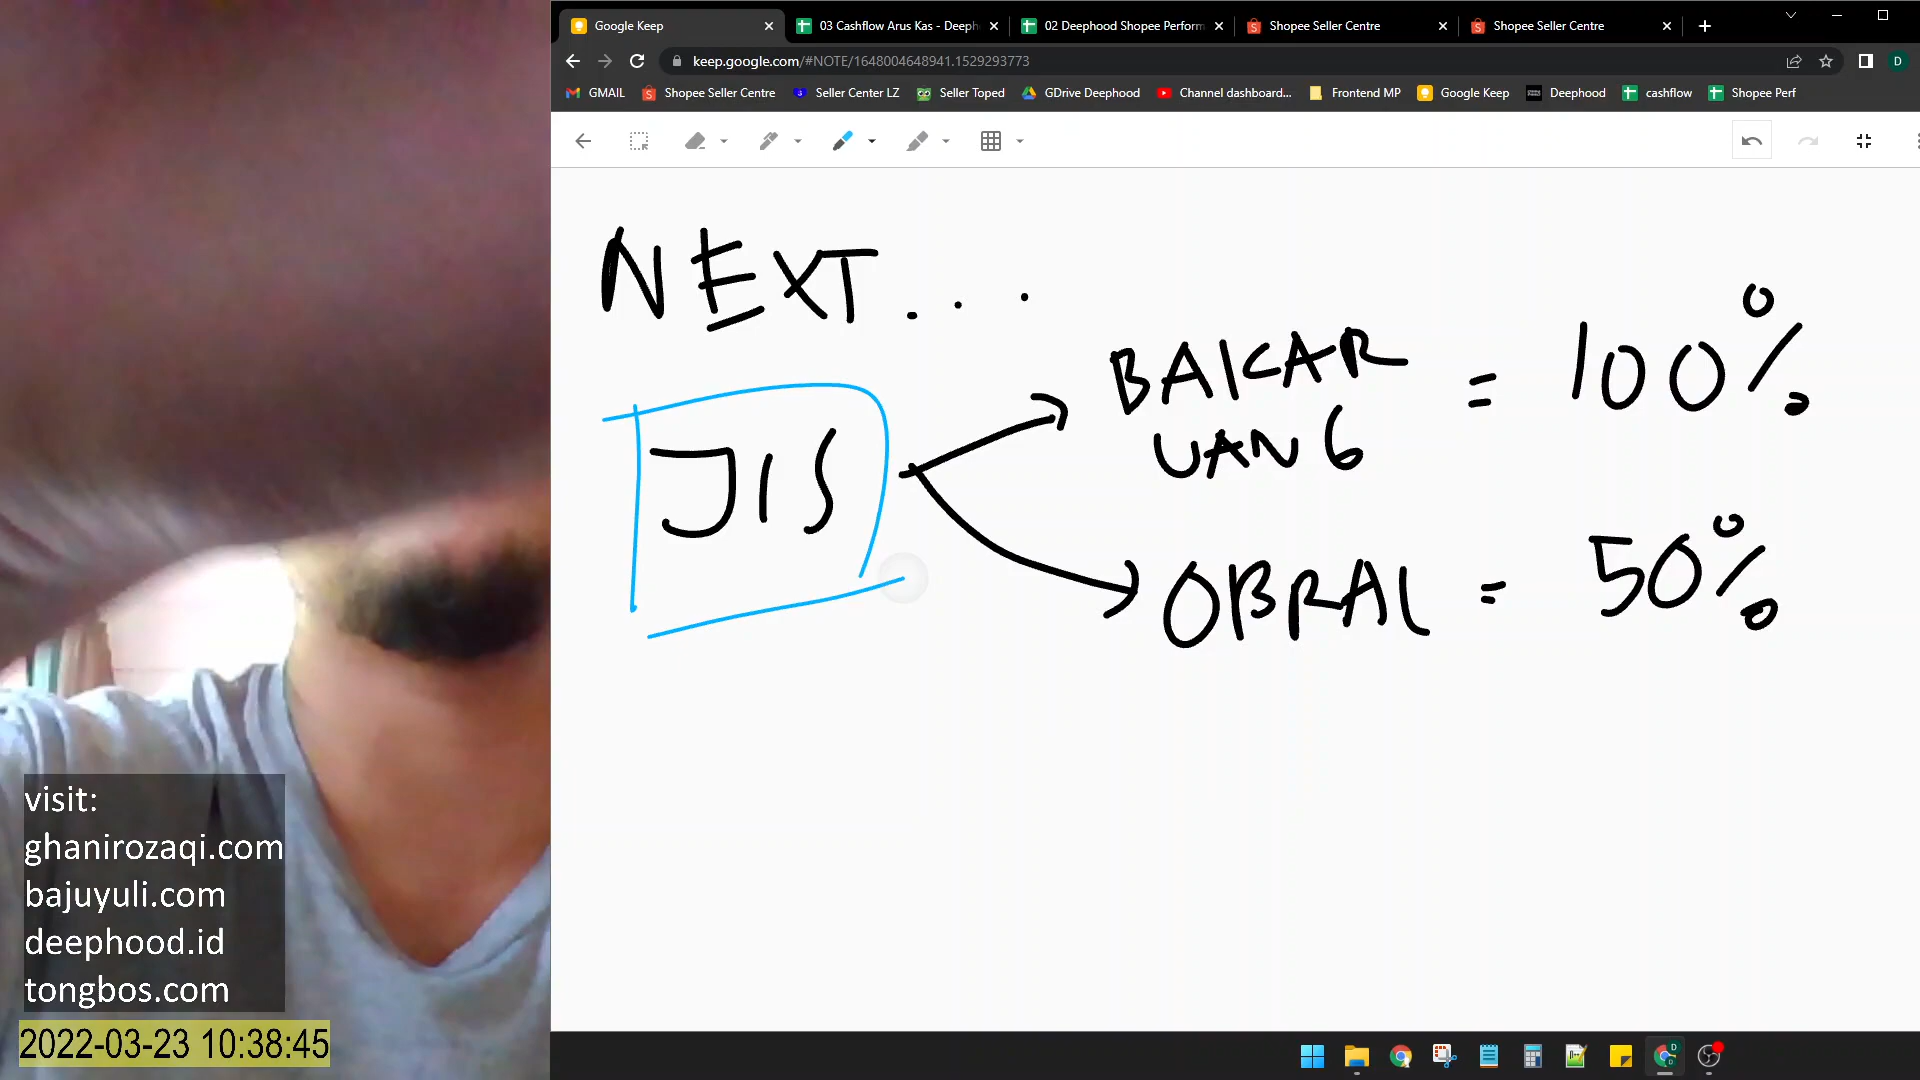 Google Keep
03 Cashflow Arus Kas - Deeph
02 Deephood Shopee Perform
Shopee Seller Centre
Shopee Seller Centre
keep.google.com/#NOTE/1648004648941.1529293773
D
GMAIL
Shopee Seller Centre
Seller Center LZ
Seller Toped
GDrive Deephood
Channel dashboard...
Frontend MP
Google Keep
Deephood
cashflow
Shopee Perf
NEXT...
BAKAR = 100%
UANG
JIS
OBRAL = 50%
visit:
ghanirozaqi.com
bajuyuli.com
deephood.id
tongbos.com
2022-03-23 10:38:45